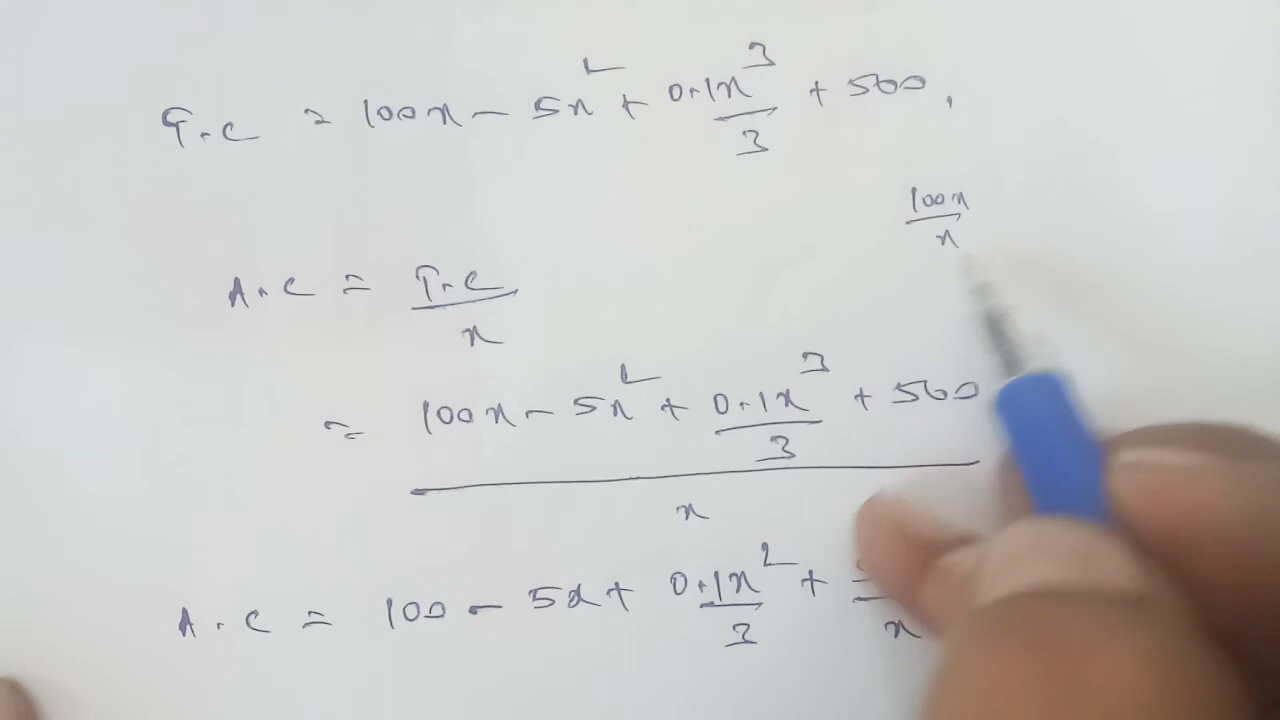 T.C = 100x - 5x² + 0.1x³/3 + 500,
100x/x
A.C = T.C/x
= 100x - 5x² + 0.1x³/3 + 500
x
A.C = 100 - 5x + 0.1x²/3 + /x